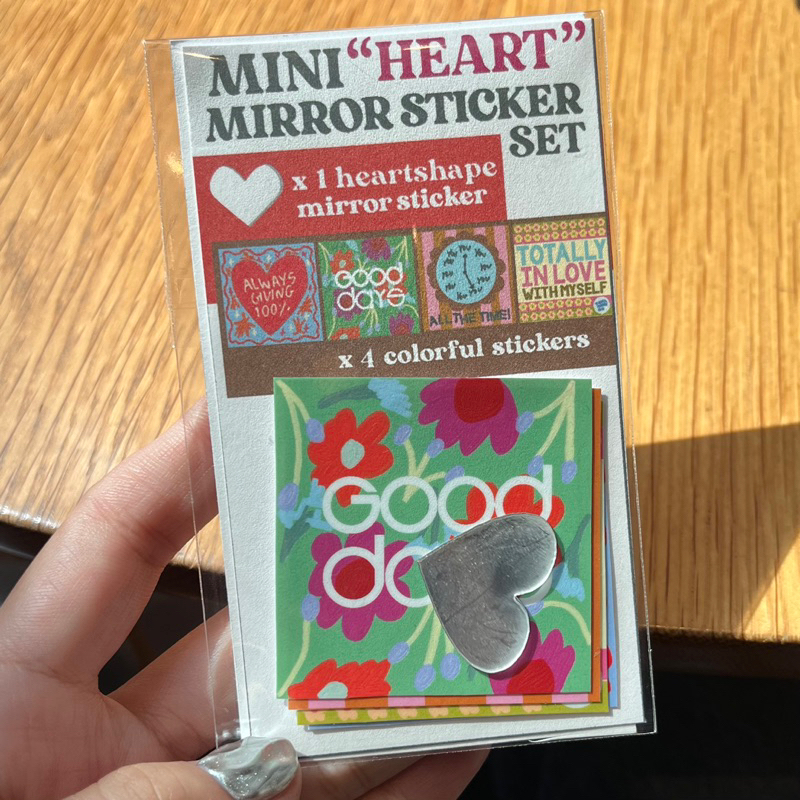 MINI “HEART”
MIRROR STICKER
SET
x 1 heartshape
mirror sticker
ALWAYS
GIVING
100%
GOOD
days
ALL THE TIME!
TOTALLY
IN LOVE
WITH MYSELF
x 4 colorful stickers
GOOD
da